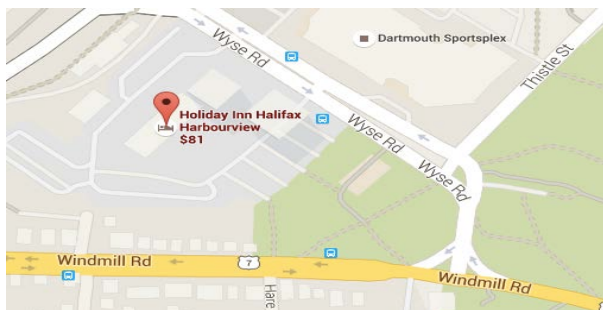 Wyse Rd
Dartmouth Sportsplex
Thistle St
Holiday Inn Halifax
Harbourview
$81
Wyse Rd
Wyse Rd
Windmill Rd
7
Hare
Windmill Rd